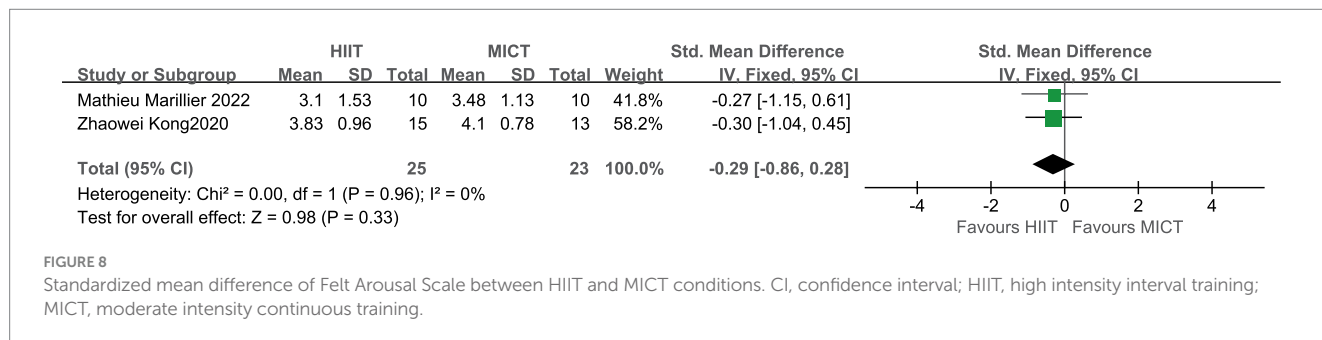 HIIT MICT Std. Mean Difference Std. Mean Difference
Study or Subgroup Mean SD Total Mean SD Total Weight IV, Fixed, 95% CI IV, Fixed, 95% CI
Mathieu Marillier 2022 3.1 1.53 10 3.48 1.13 10 41.8% -0.27 [-1.15, 0.61]
Zhaowei Kong2020 3.83 0.96 15 4.1 0.78 13 58.2% -0.30 [-1.04, 0.45]
Total (95% CI) 25 23 100.0% -0.29 [-0.86, 0.28]
Heterogeneity: Chi² = 0.00, df = 1 (P = 0.96); I² = 0%
Test for overall effect: Z = 0.98 (P = 0.33)
-4 -2 0 2 4
Favours HIIT Favours MICT
FIGURE 8
Standardized mean difference of Felt Arousal Scale between HIIT and MICT conditions. CI, confidence interval; HIIT, high intensity interval training;
MICT, moderate intensity continuous training.